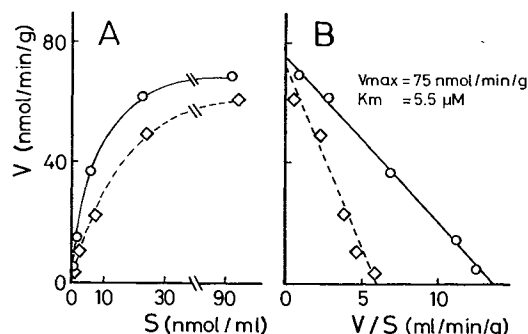 A
B
V (nmol/min/g)
80
40
0
Vmax = 75 nmol/min/g
Km = 5.5 µM
0 10 20 30 90
S (nmol/ml)
0 5 10 15
V/S (ml/min/g)